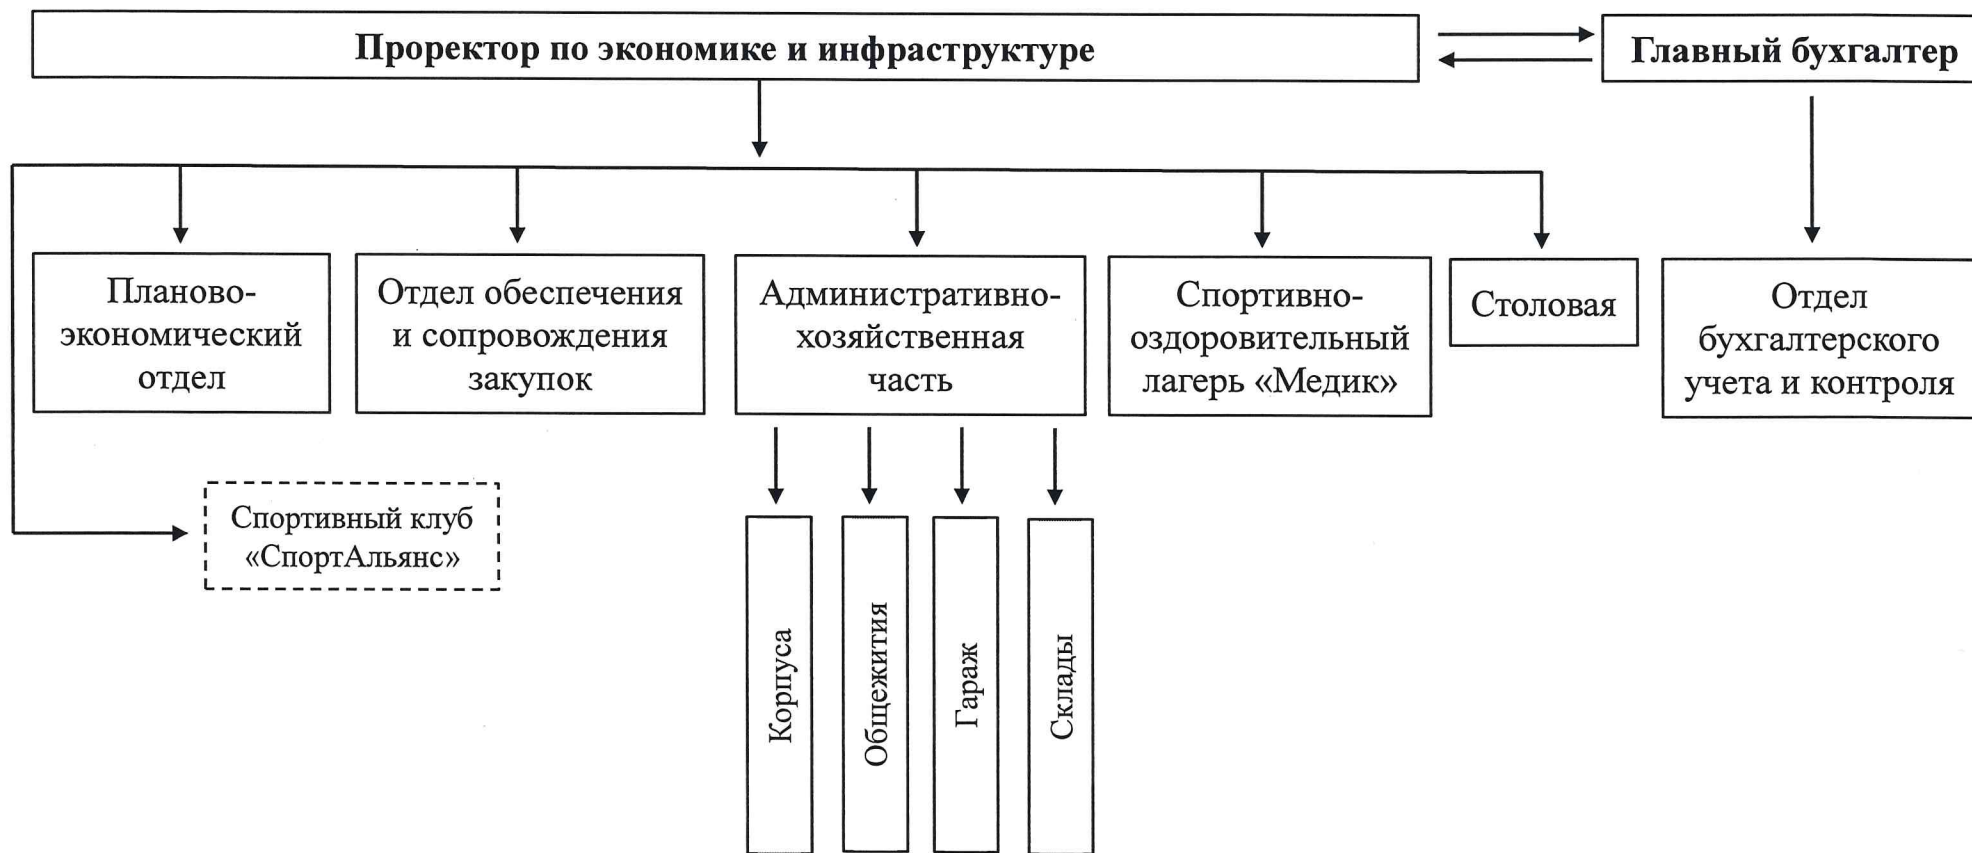 Проректор по экономике и инфраструктуре
Главный бухгалтер
Планово-
экономический
отдел
Отдел обеспечения
и сопровождения
закупок
Административно-
хозяйственная
часть
Спортивно-
оздоровительный
лагерь «Медик»
Столовая
Отдел
бухгалтерского
учета и контроля
Спортивный клуб
«СпортАльянс»
Корпуса
Общежития
Гараж
Склады